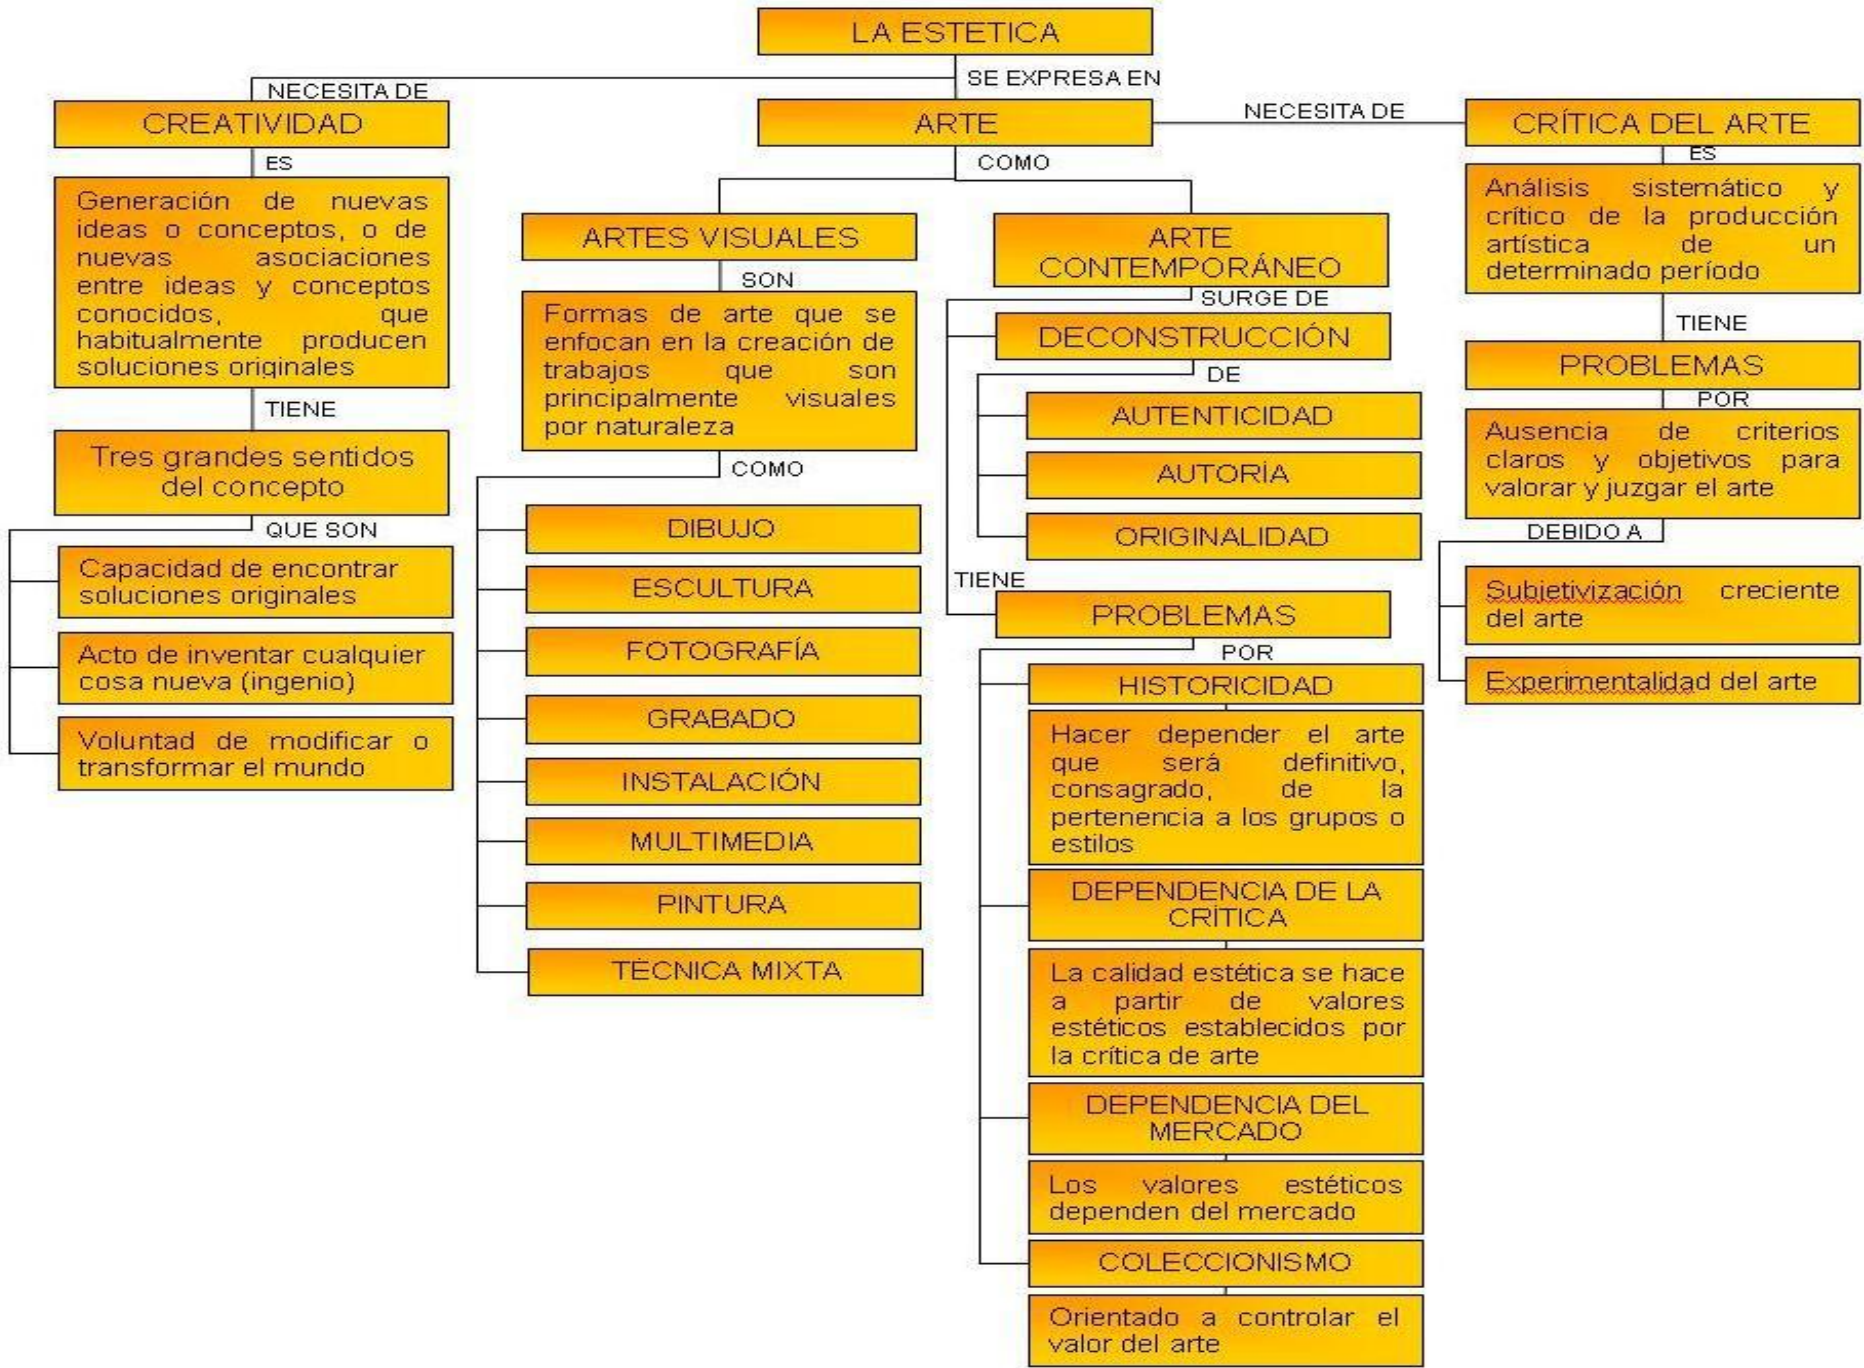 LA ESTETICA
NECESITA DE
SE EXPRESA EN
CREATIVIDAD
ES
Generación de nuevas
ideas o conceptos, o de
nuevas asociaciones
entre ideas y conceptos
conocidos, que
habitualmente producen
soluciones originales
TIENE
Tres grandes sentidos
del concepto
QUE SON
Capacidad de encontrar
soluciones originales
Acto de inventar cualquier
cosa nueva (ingenio)
Voluntad de modificar o
transformar el mundo
ARTE
COMO
ARTES VISUALES
SON
Formas de arte que se
enfocan en la creación de
trabajos que son
principalmente visuales
por naturaleza
COMO
DIBUJO
ESCULTURA
FOTOGRAFÍA
GRABADO
INSTALACIÓN
MULTIMEDIA
PINTURA
TÉCNICA MIXTA
ARTE
CONTEMPORÁNEO
SURGE DE
DECONSTRUCCIÓN
DE
AUTENTICIDAD
AUTORÍA
ORIGINALIDAD
TIENE
PROBLEMAS
POR
HISTORICIDAD
Hacer depender el arte
que será definitivo,
consagrado, de la
pertenencia a los grupos o
estilos
DEPENDENCIA DE LA
CRÍTICA
La calidad estética se hace
a partir de valores
estéticos establecidos por
la crítica de arte
DEPENDENCIA DEL
MERCADO
Los valores estéticos
dependen del mercado
COLECCIONISMO
Orientado a controlar el
valor del arte
NECESITA DE
CRÍTICA DEL ARTE
ES
Análisis sistemático y
crítico de la producción
artística de un
determinado período
TIENE
PROBLEMAS
POR
Ausencia de criterios
claros y objetivos para
valorar y juzgar el arte
DEBIDO A
Subjetivización creciente
del arte
Experimentalidad del arte